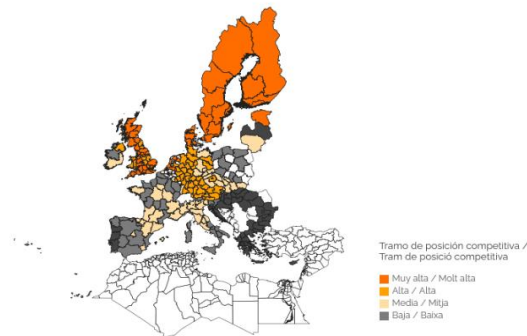 Tramo de posición competitiva /
Tram de posició competitiva
Muy alta / Molt alta
Alta / Alta
Media / Mitja
Baja / Baixa